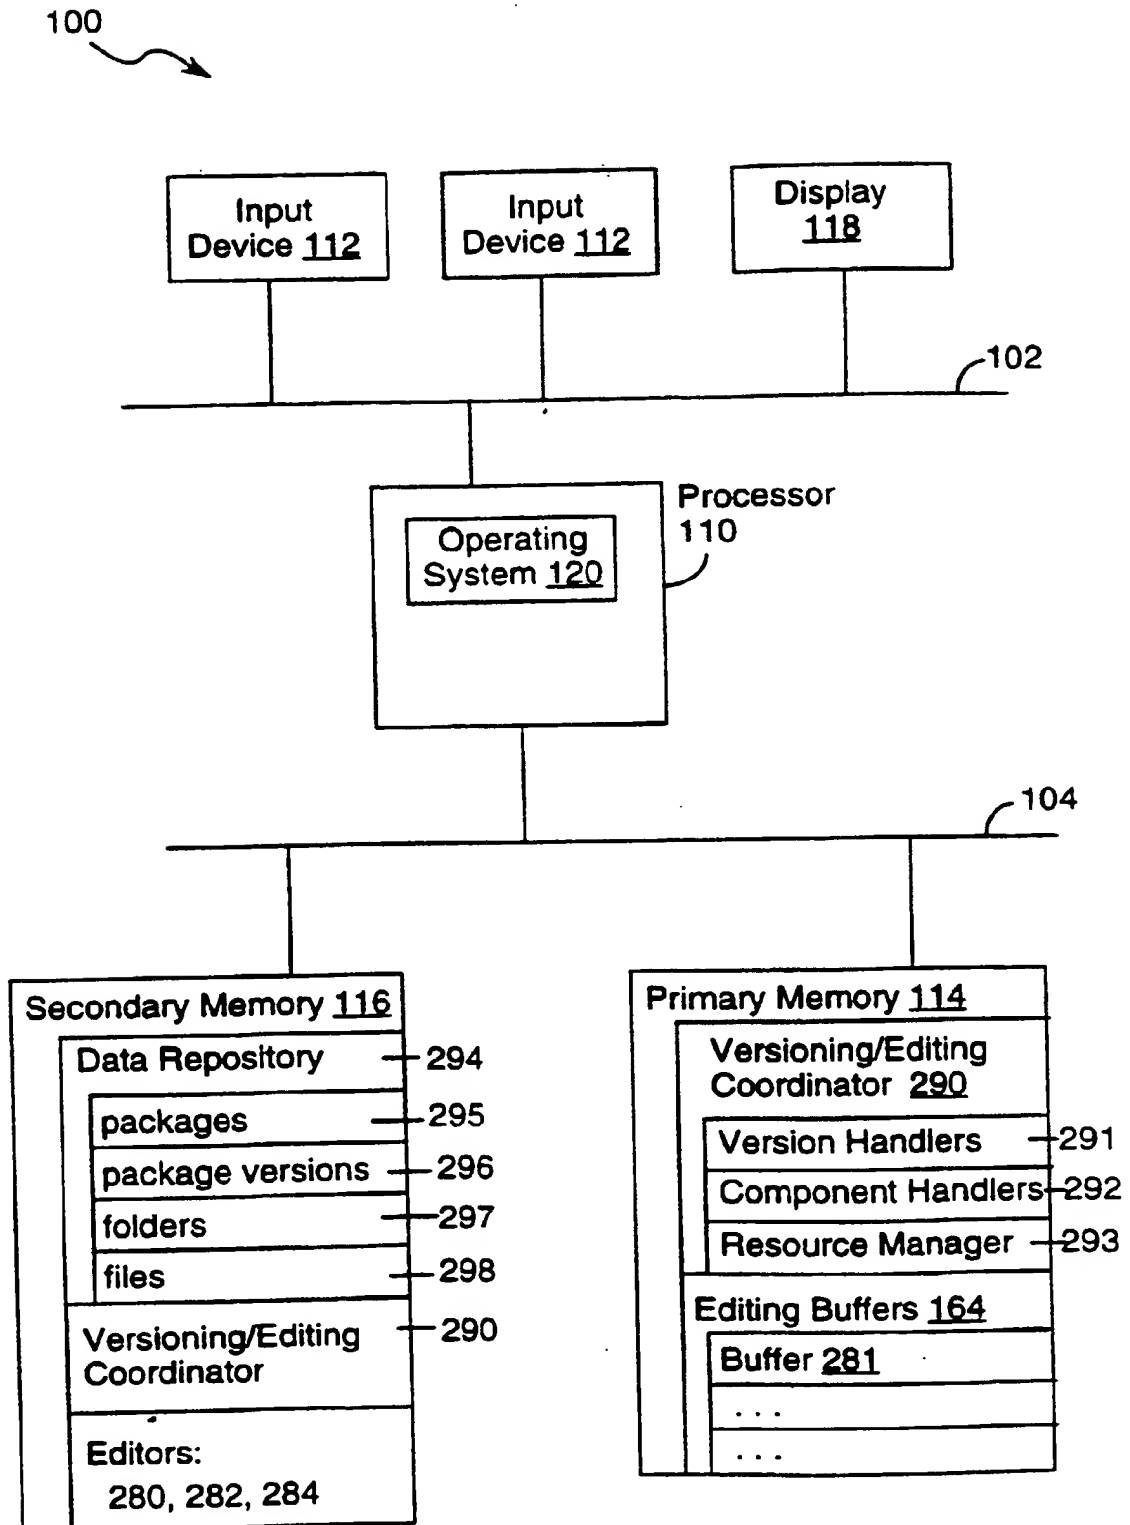 100
Input
Device 112
Input
Device 112
Display
118
102
Processor
110
Operating
System 120
104
Secondary Memory 116
Data Repository
294
packages
295
package versions
296
folders
297
files
298
Versioning/Editing
Coordinator
290
Editors:
280, 282, 284
Primary Memory 114
Versioning/Editing
Coordinator 290
Version Handlers
291
Component Handlers
292
Resource Manager
293
Editing Buffers 164
Buffer 281
...
...